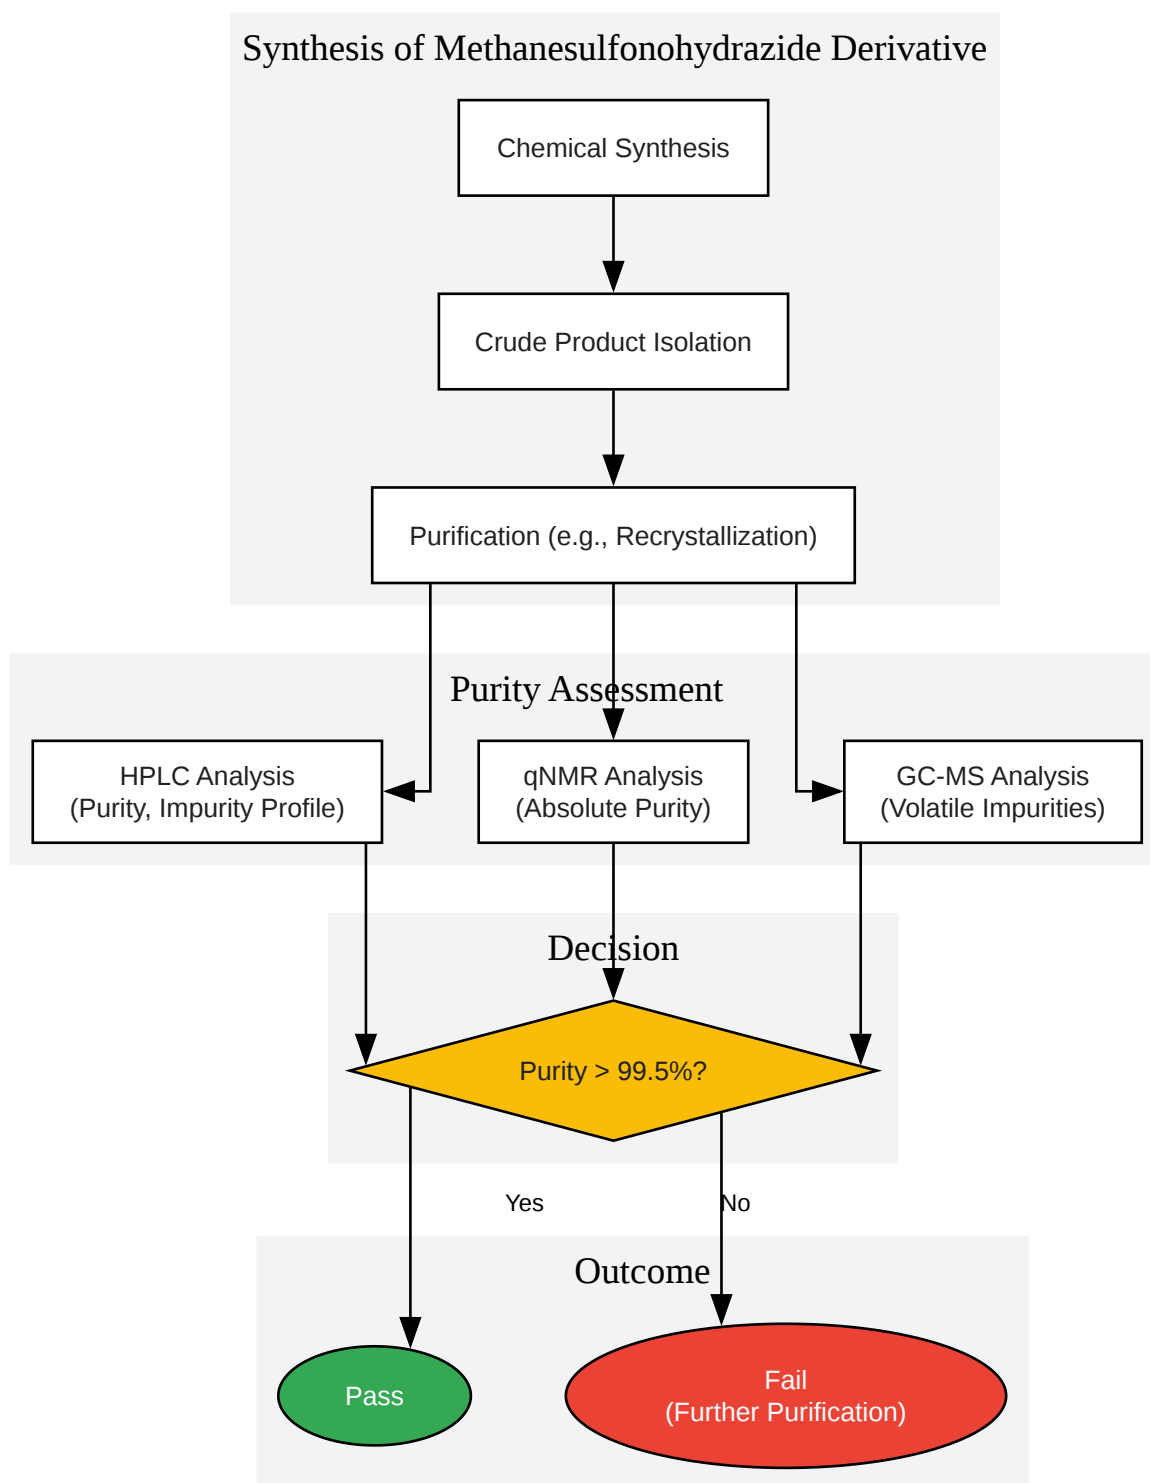 Synthesis of Methanesulfonohydrazide Derivative
Chemical Synthesis
Crude Product Isolation
Purification (e.g., Recrystallization)
Purity Assessment
HPLC Analysis
(Purity, Impurity Profile)
qNMR Analysis
(Absolute Purity)
GC-MS Analysis
(Volatile Impurities)
Decision
Purity > 99.5%?
Yes
No
Outcome
Pass
Fail
(Further Purification)